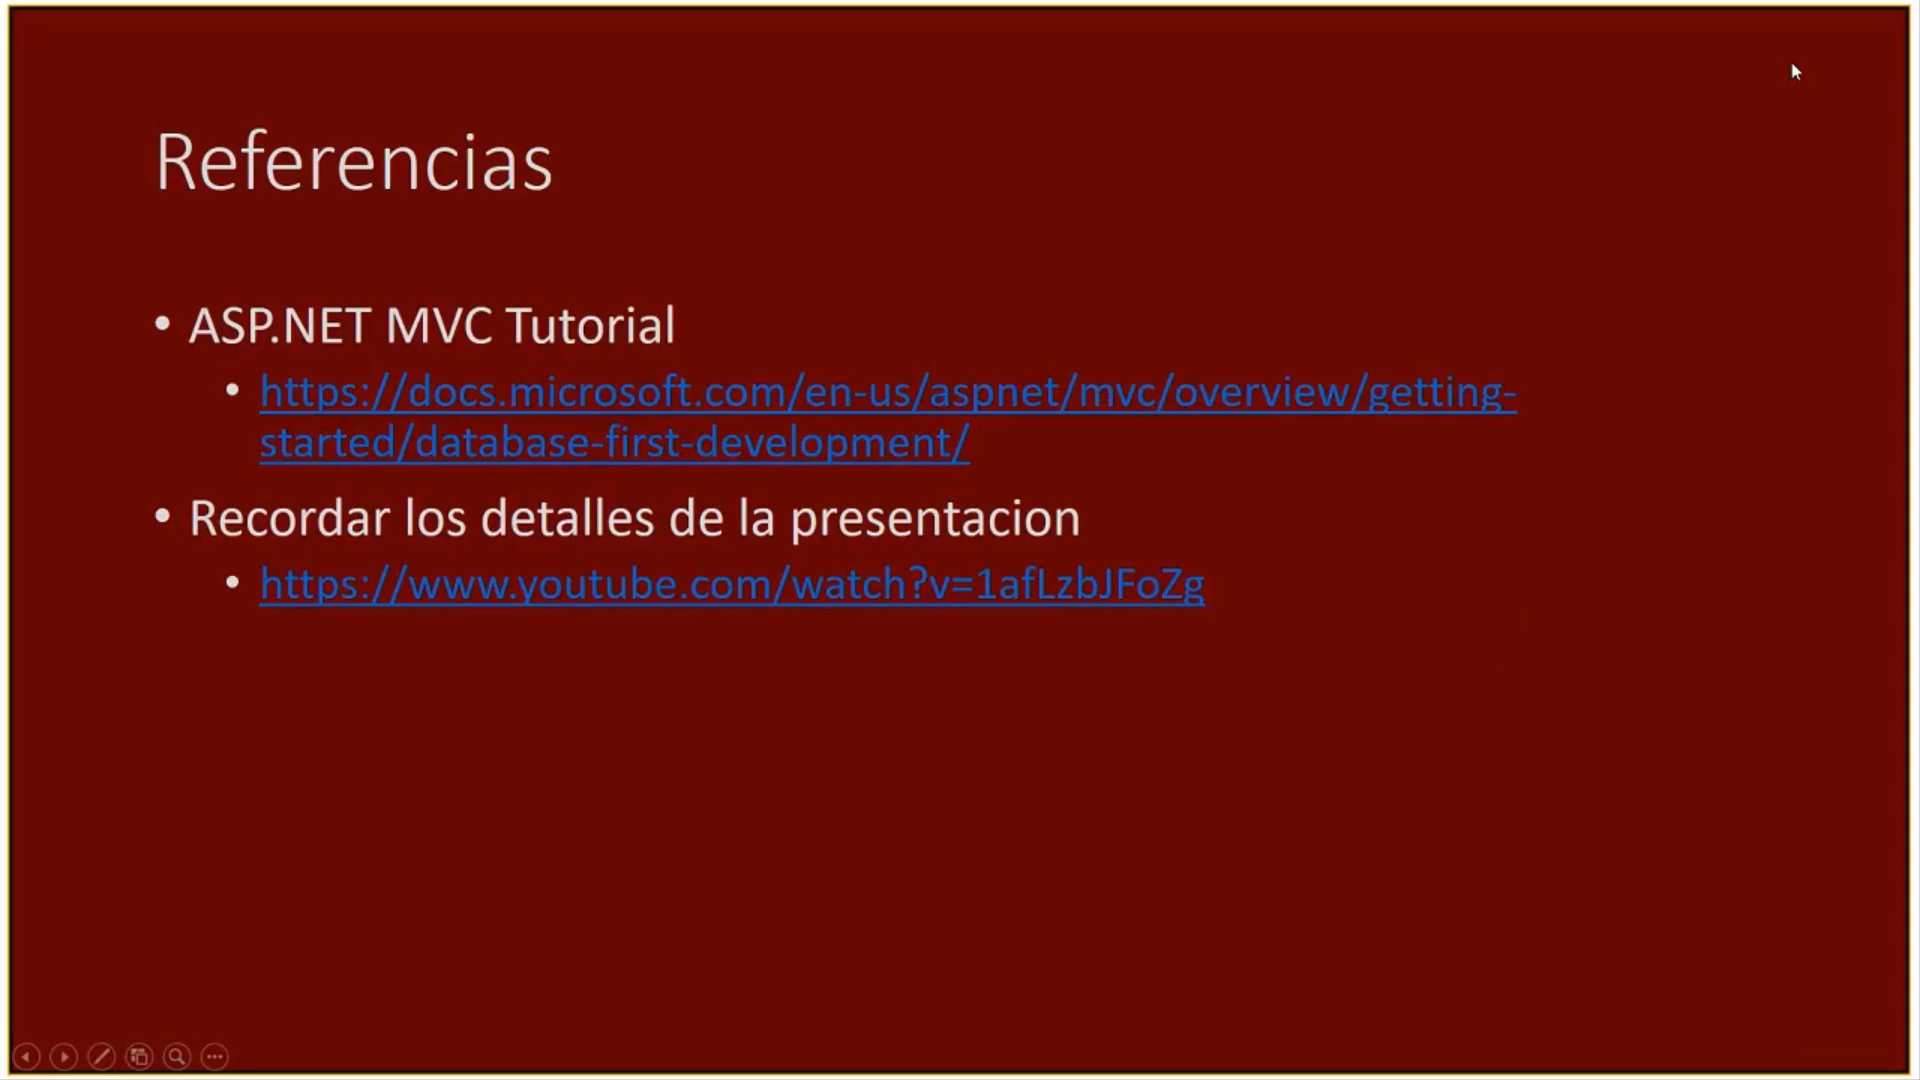 Referencias
• ASP.NET MVC Tutorial
• https://docs.microsoft.com/en-us/aspnet/mvc/overview/getting-
started/database-first-development/
• Recordar los detalles de la presentacion
• https://www.youtube.com/watch?v=1afLzbJFoZg